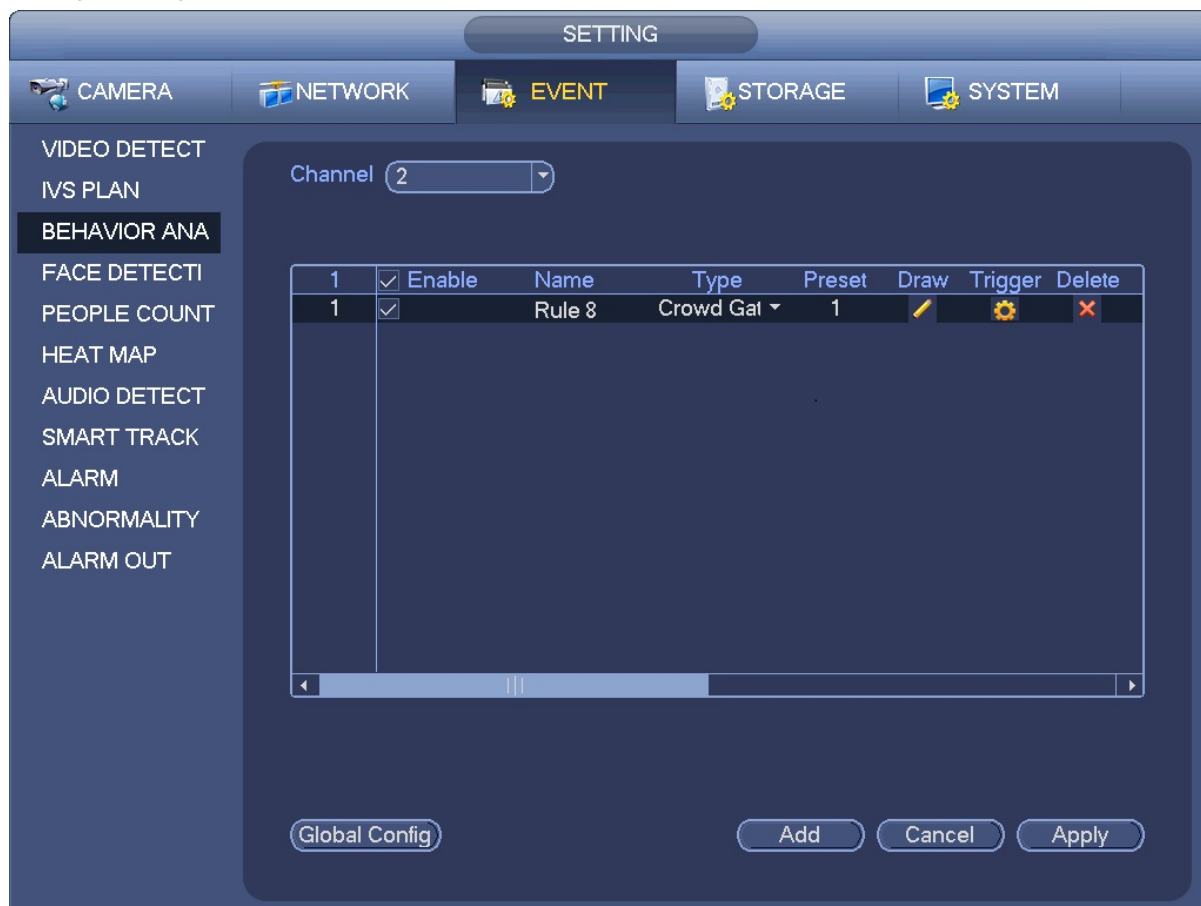 SETTING
CAMERA NETWORK EVENT STORAGE SYSTEM
VIDEO DETECT
IVS PLAN
BEHAVIOR ANA
FACE DETECTI
PEOPLE COUNT
HEAT MAP
AUDIO DETECT
SMART TRACK
ALARM
ABNORMALITY
ALARM OUT
Channel 2
1 Enable Name Type Preset Draw Trigger Delete
1 Rule 8 Crowd Gat 1
Global Config Add Cancel Apply